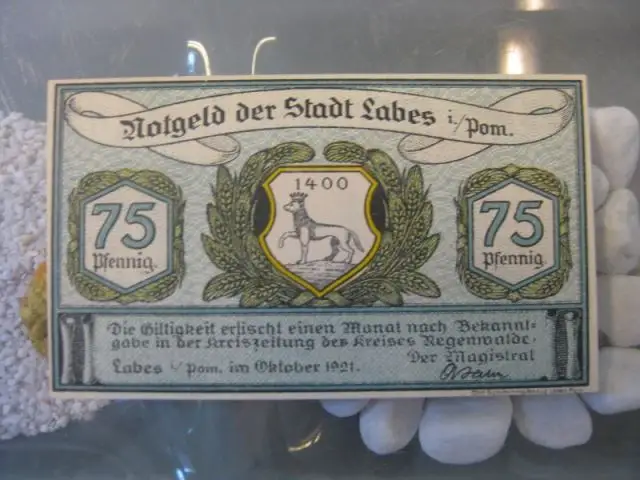 Notgeld der Stadt Labes i./Pom.
1400
75
Pfennig.
75
Pfennig.
Die Giltigkeit erlischt einen Monat nach Bekannt=
gabe in der Kreiszeitung des Kreises Regenwalde.
Der Magistrat
Labes i./Pom. im Oktober 1921.